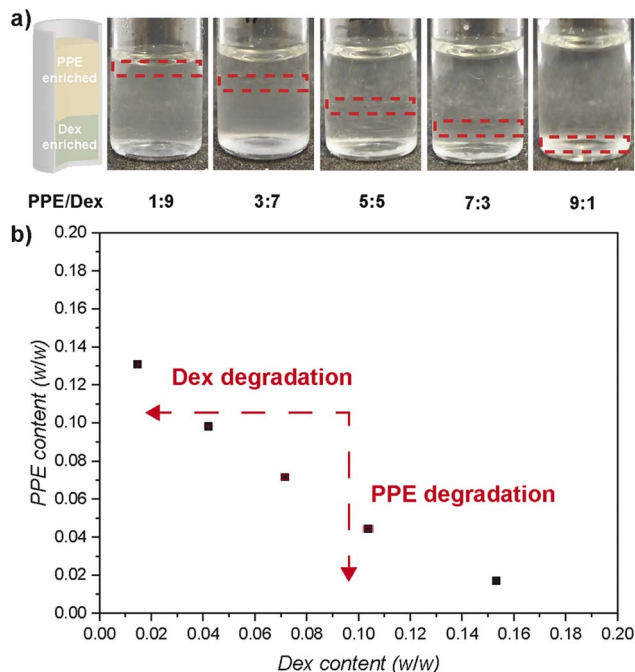 a)
PPE
enriched
Dex
enriched
PPE/Dex 1:9 3:7 5:5 7:3 9:1
b)
0.20
0.18
0.16
0.14
0.12
0.10
0.08
0.06
0.04
0.02
0.00
PPE content (w/w)
Dex degradation
PPE degradation
0.00 0.02 0.04 0.06 0.08 0.10 0.12 0.14 0.16 0.18 0.20
Dex content (w/w)